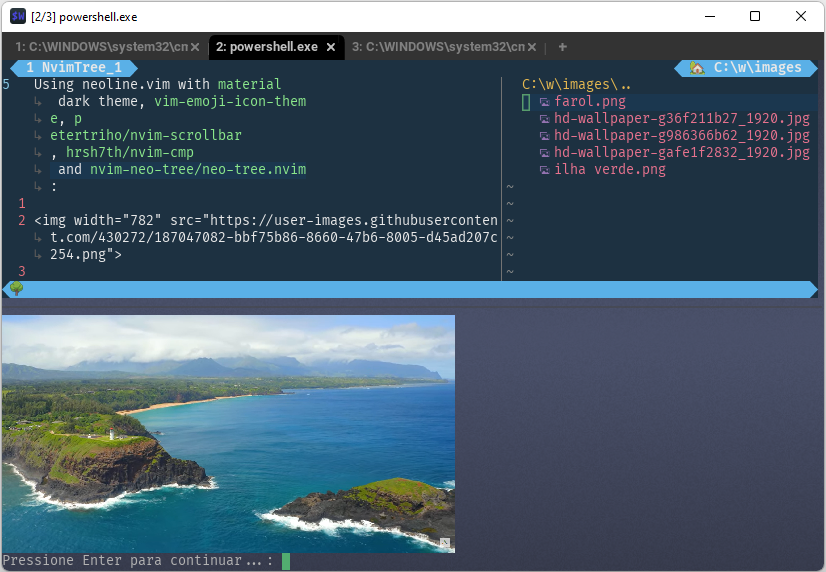 SW [2/3] powershell.exe
1: C:\WINDOWS\system32\cn 2: powershell.exe 3: C:\WINDOWS\system32\cn
1 NvimTree_1
C:\w\images
5 Using neoline.vim with material
dark theme, vim-emoji-icon-them
e, p
etertriho/nvim-scrollbar
, hrsh7th/nvim-cmp
and nvim-neo-tree/neo-tree.nvim
:
1
2 <img width="782" src="https://user-images.githubuserconten
t.com/430272/187047082-bbf75b86-8660-47b6-8005-d45ad207c
254.png">
3
C:\w\images\..
farol.png
hd-wallpaper-g36f211b27_1920.jpg
hd-wallpaper-g986366b62_1920.jpg
hd-wallpaper-gafe1f2832_1920.jpg
ilha verde.png
~
~
~
~
~
~
Pressione Enter para continuar...: